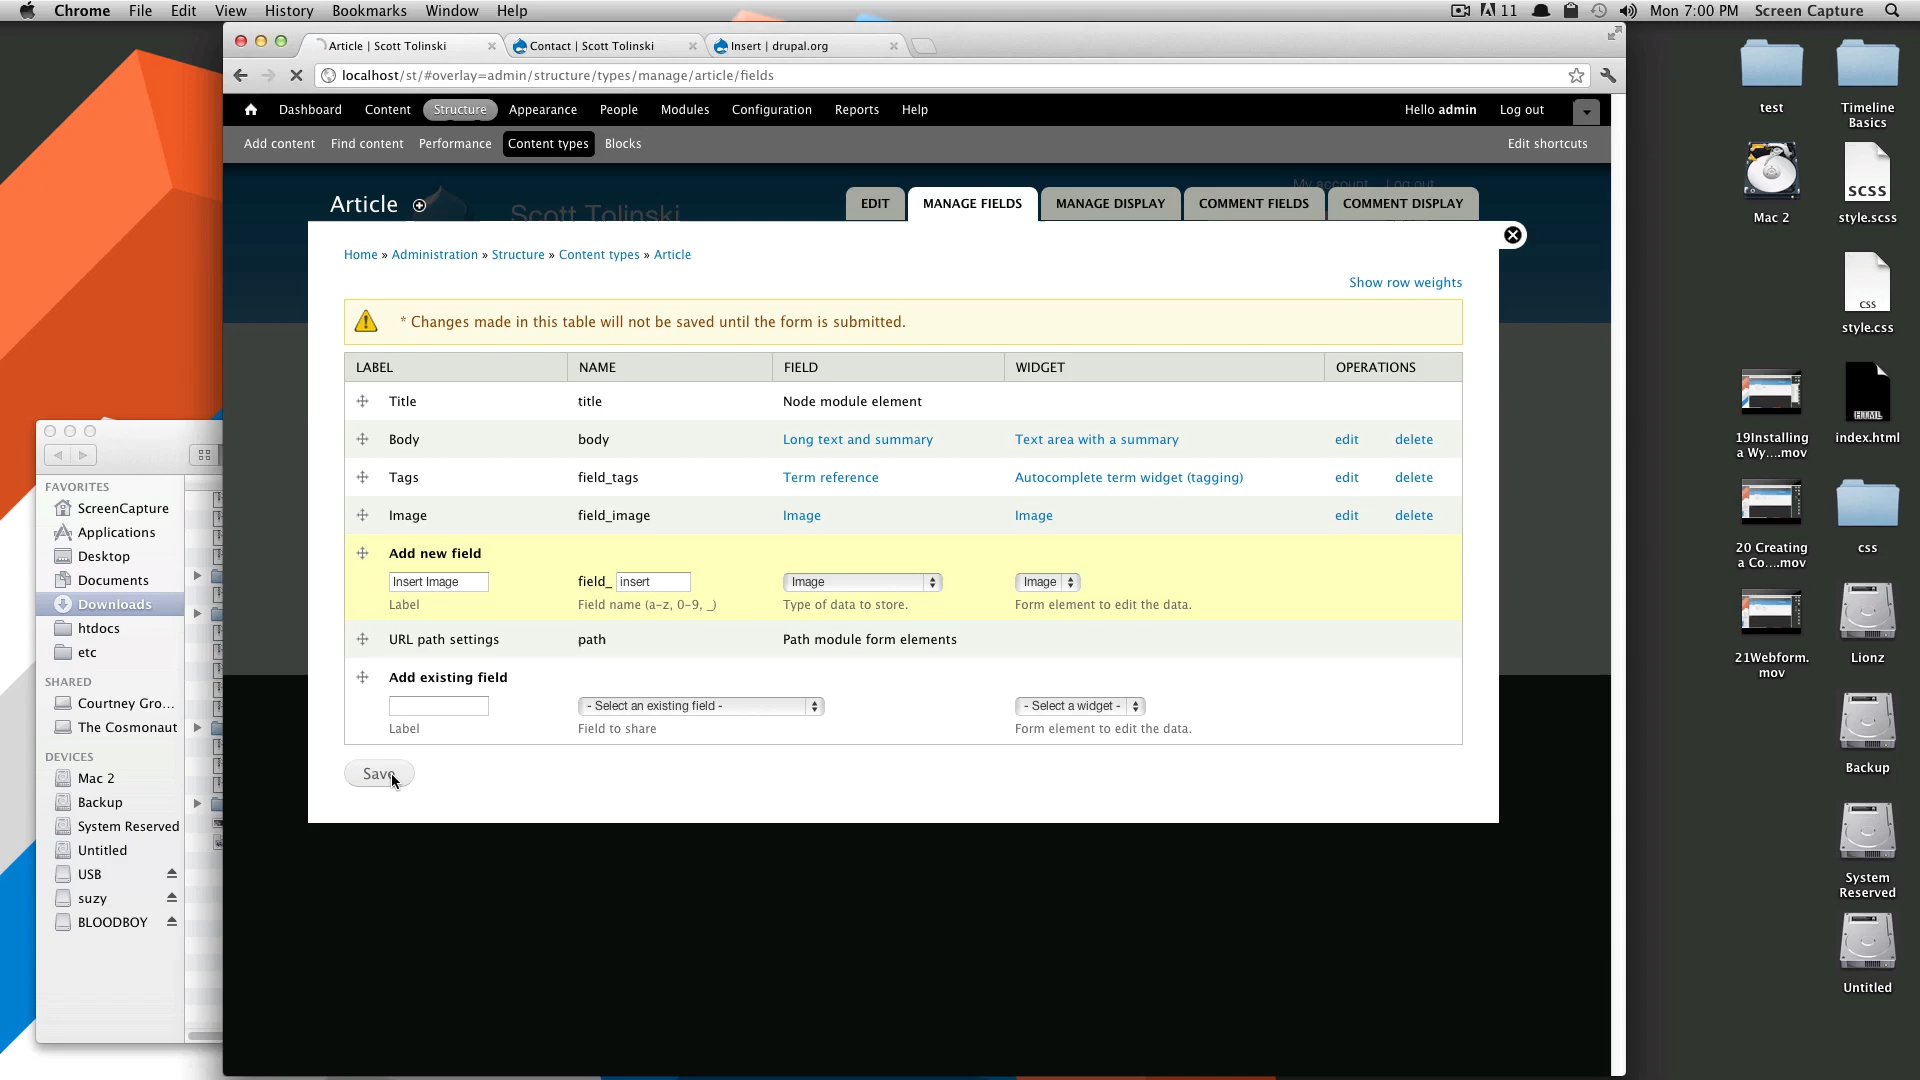 Chrome File Edit View History Bookmarks Window Help 11 Mon 7:00 PM Screen Capture
Article | Scott Tolinski Contact | Scott Tolinski Insert | drupal.org
localhost/st/#overlay=admin/structure/types/manage/article/fields
Dashboard Content Structure Appearance People Modules Configuration Reports Help Hello admin Log out
Add content Find content Performance Content types Blocks Edit shortcuts
My account Log out
Article Scott Tolinski EDIT MANAGE FIELDS MANAGE DISPLAY COMMENT FIELDS COMMENT DISPLAY
Home » Administration » Structure » Content types » Article
Show row weights
* Changes made in this table will not be saved until the form is submitted.
LABEL NAME FIELD WIDGET OPERATIONS
Title title Node module element
Body body Long text and summary Text area with a summary edit delete
Tags field_tags Term reference Autocomplete term widget (tagging) edit delete
Image field_image Image Image edit delete
Add new field
Insert Image field_ insert Image Image
Label Field name (a-z, 0-9, _) Type of data to store. Form element to edit the data.
URL path settings path Path module form elements
Add existing field
- Select an existing field - - Select a widget -
Label Field to share Form element to edit the data.
Save
FAVORITES
ScreenCapture
Applications
Desktop
Documents
Downloads
htdocs
etc
SHARED
Courtney Gro...
The Cosmonaut
DEVICES
Mac 2
Backup
System Reserved
Untitled
USB
suzy
BLOODBOY
test
Timeline
Basics
Mac 2
SCSS
style.scss
css
style.css
19Installing
a Wy....mov
HTML
index.html
20 Creating
a Co....mov
css
21Webform.
mov
Lionz
Backup
System
Reserved
Untitled